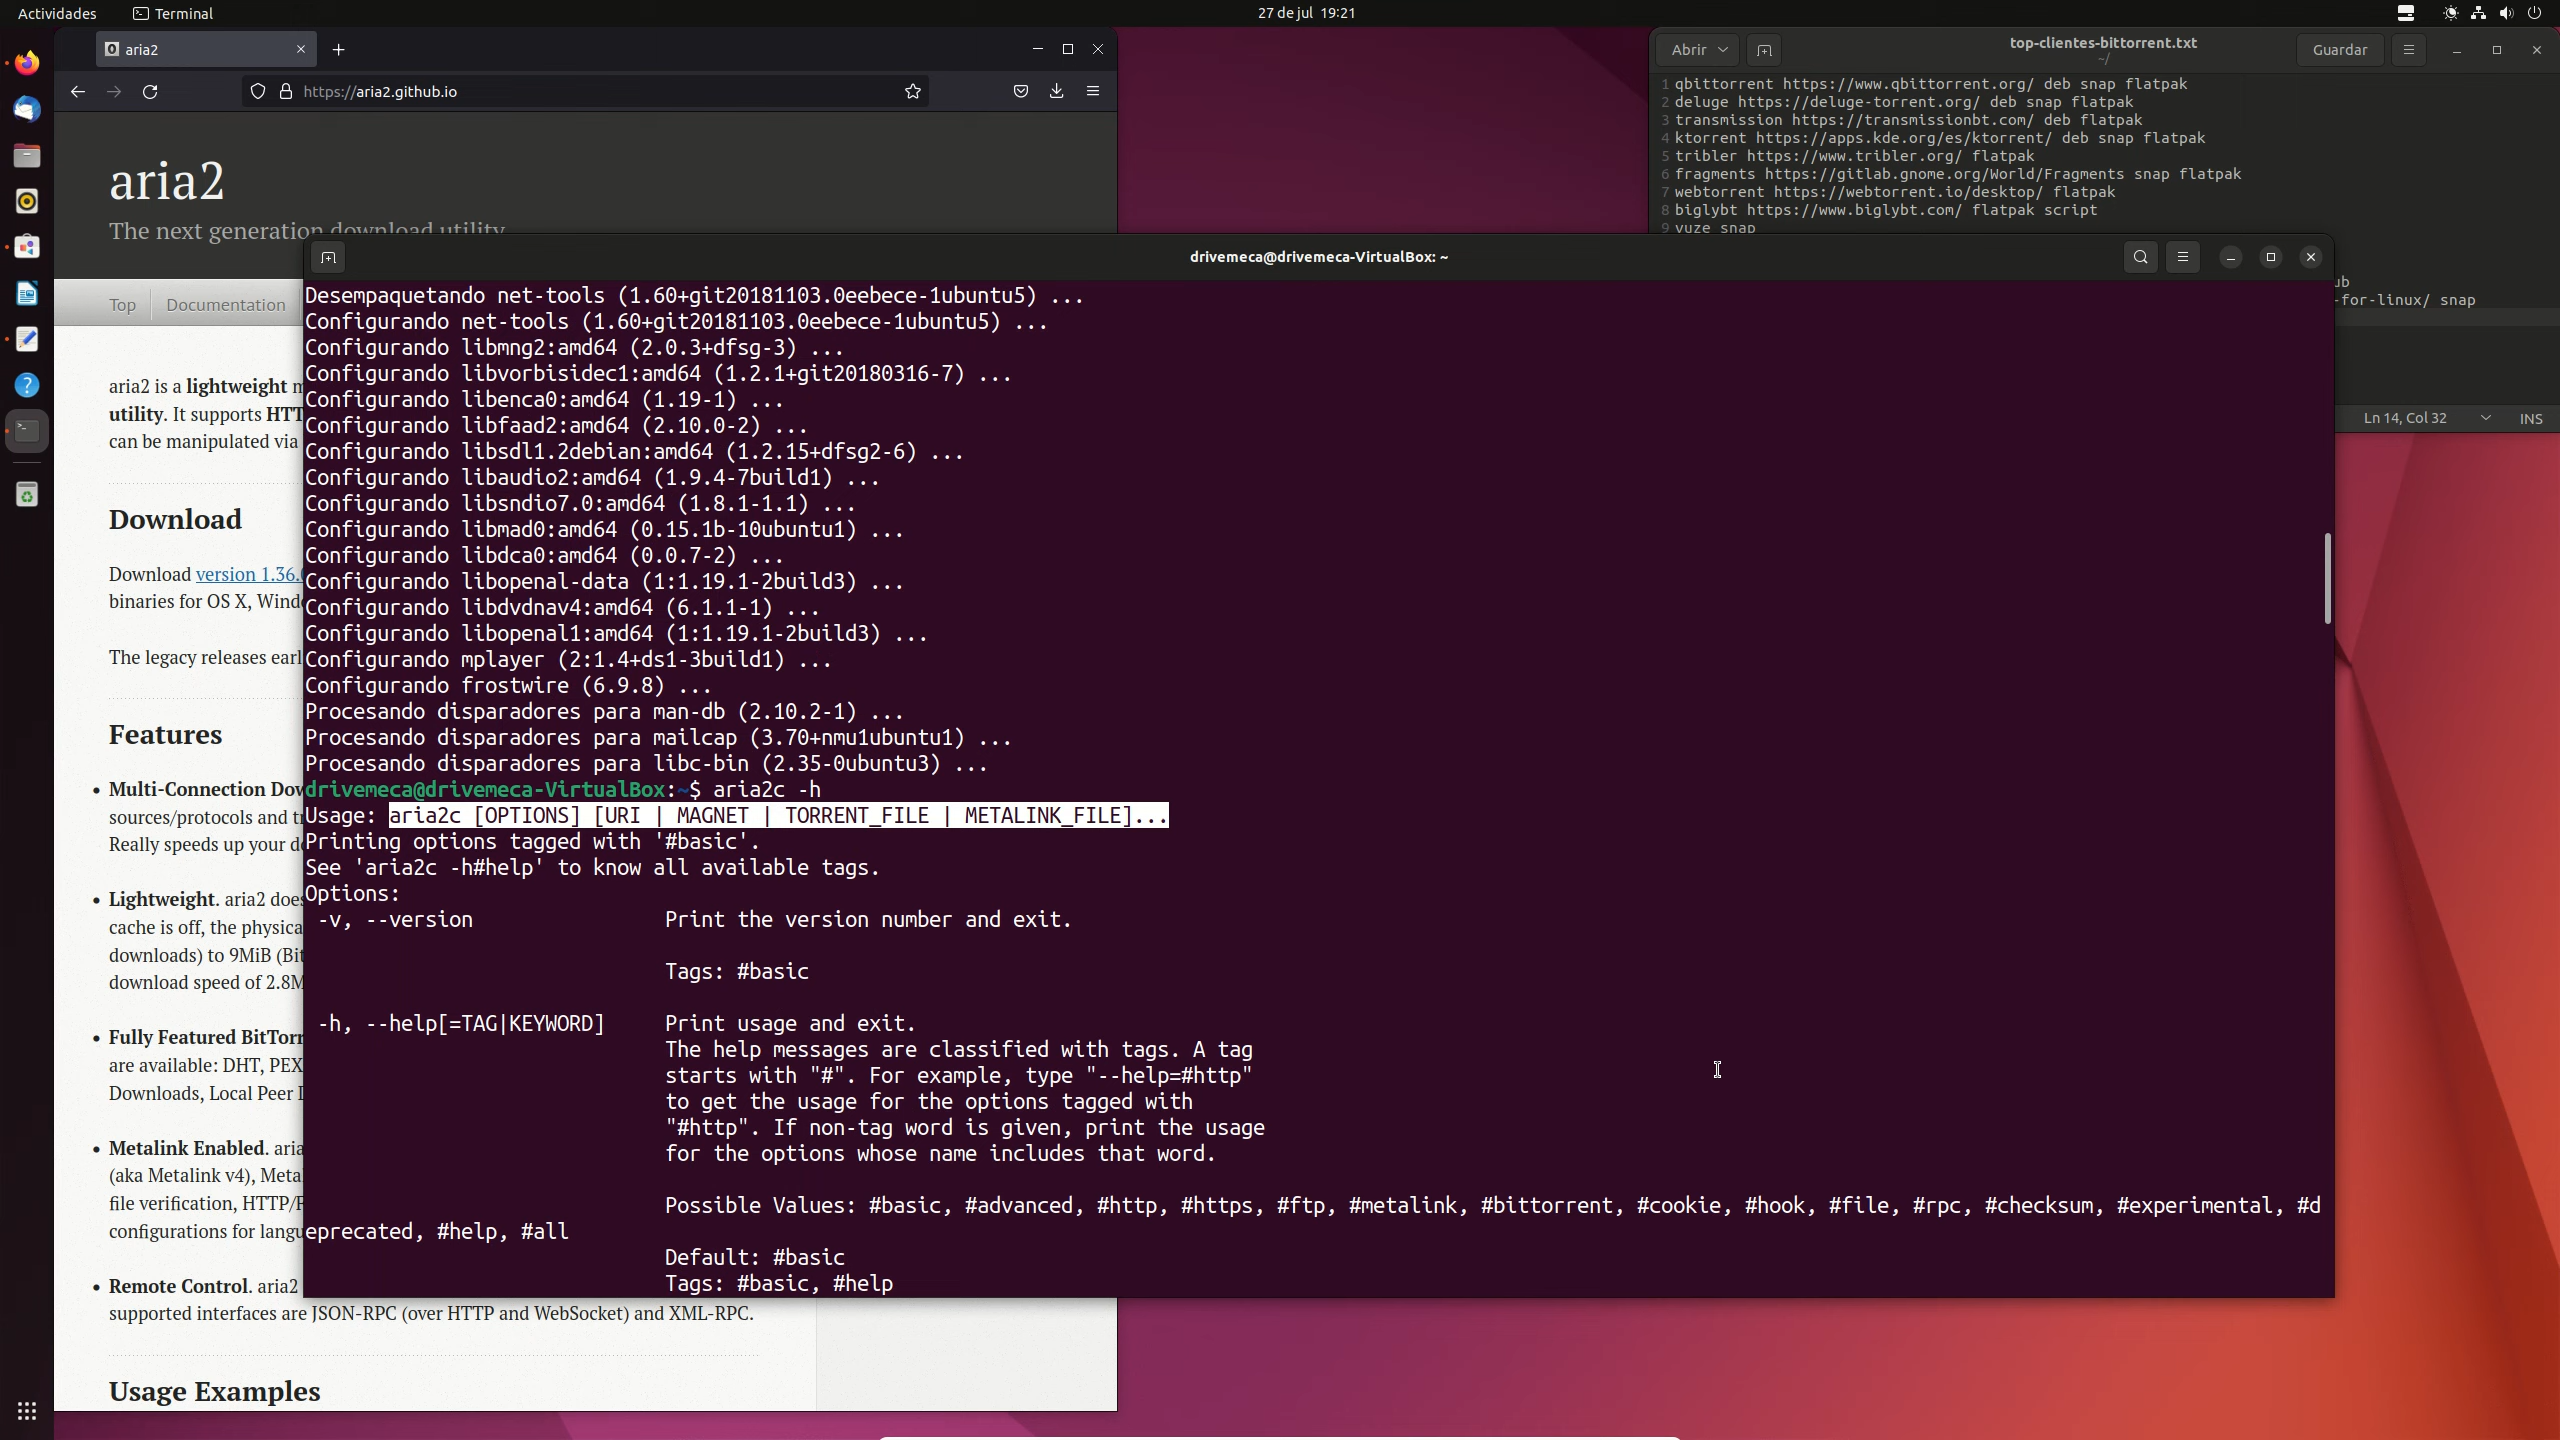 Actividades
Terminal
27 de jul 19:21
aria2
https://aria2.github.io
aria2
The next generation download utility
Top
Documentation
aria2 is a lightweight
utility. It supports HTT
can be manipulated via
Download
Download version 1.36.
binaries for OS X, Wind
The legacy releases earl
Features
Multi-Connection Dow
sources/protocols and t
Really speeds up your d
Lightweight. aria2 does
cache is off, the physica
downloads) to 9MiB (Bit
download speed of 2.8M
Fully Featured BitTorr
are available: DHT, PEX
Downloads, Local Peer D
Metalink Enabled. aria
(aka Metalink v4), Meta
file verification, HTTP/F
configurations for langu
Remote Control. aria2
supported interfaces are JSON-RPC (over HTTP and WebSocket) and XML-RPC.
Usage Examples
Abrir
top-clientes-bittorrent.txt
~/
Guardar
1 qbittorrent https://www.qbittorrent.org/ deb snap flatpak
2 deluge https://deluge-torrent.org/ deb snap flatpak
3 transmission https://transmissionbt.com/ deb flatpak
4 ktorrent https://apps.kde.org/es/ktorrent/ deb snap flatpak
5 tribler https://www.tribler.org/ flatpak
6 fragments https://gitlab.gnome.org/World/Fragments snap flatpak
7 webtorrent https://webtorrent.io/desktop/ flatpak
8 biglybt https://www.biglybt.com/ flatpak script
9 vuze snap
ub
-for-linux/ snap
Ln 14, Col 32
INS
drivemeca@drivemeca-VirtualBox: ~
Desempaquetando net-tools (1.60+git20181103.0eebece-1ubuntu5) ...
Configurando net-tools (1.60+git20181103.0eebece-1ubuntu5) ...
Configurando libmng2:amd64 (2.0.3+dfsg-3) ...
Configurando libvorbisidec1:amd64 (1.2.1+git20180316-7) ...
Configurando libenca0:amd64 (1.19-1) ...
Configurando libfaad2:amd64 (2.10.0-2) ...
Configurando libsdl1.2debian:amd64 (1.2.15+dfsg2-6) ...
Configurando libaudio2:amd64 (1.9.4-7build1) ...
Configurando libsndio7.0:amd64 (1.8.1-1.1) ...
Configurando libmad0:amd64 (0.15.1b-10ubuntu1) ...
Configurando libdca0:amd64 (0.0.7-2) ...
Configurando libopenal-data (1:1.19.1-2build3) ...
Configurando libdvdnav4:amd64 (6.1.1-1) ...
Configurando libopenal1:amd64 (1:1.19.1-2build3) ...
Configurando mplayer (2:1.4+ds1-3build1) ...
Configurando frostwire (6.9.8) ...
Procesando disparadores para man-db (2.10.2-1) ...
Procesando disparadores para mailcap (3.70+nmu1ubuntu1) ...
Procesando disparadores para libc-bin (2.35-0ubuntu3) ...
drivemeca@drivemeca-VirtualBox:~$ aria2c -h
Usage: aria2c [OPTIONS] [URI | MAGNET | TORRENT_FILE | METALINK_FILE]...
Printing options tagged with '#basic'.
See 'aria2c -h#help' to know all available tags.
Options:
-v, --version Print the version number and exit.
Tags: #basic
-h, --help[=TAG|KEYWORD] Print usage and exit.
The help messages are classified with tags. A tag
starts with "#". For example, type "--help=#http"
to get the usage for the options tagged with
"#http". If non-tag word is given, print the usage
for the options whose name includes that word.
Possible Values: #basic, #advanced, #http, #https, #ftp, #metalink, #bittorrent, #cookie, #hook, #file, #rpc, #checksum, #experimental, #d
eprecated, #help, #all
Default: #basic
Tags: #basic, #help